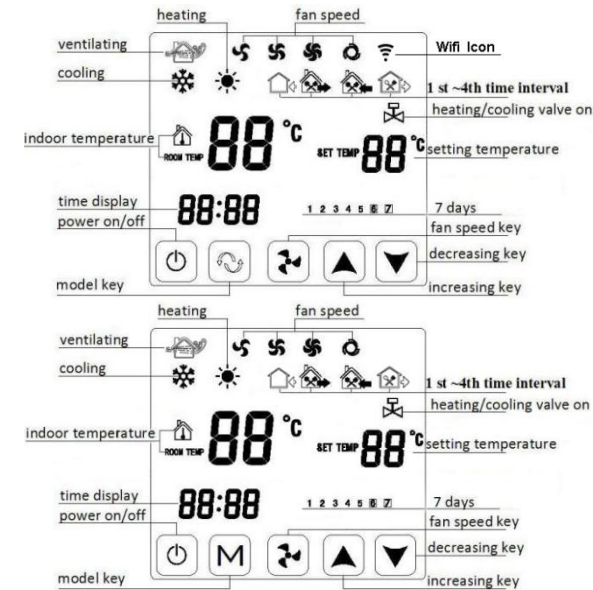 heating fan speed
ventilating Wifi Icon
cooling
1 st ~4th time interval
heating/cooling valve on
indoor temperature 88 °C
ROOM TEMP SET TEMP 88 °C setting temperature
time display 88:88 1 2 3 4 5 6 7 7 days
power on/off fan speed key
decreasing key
model key increasing key
heating fan speed
ventilating
cooling
1 st ~4th time interval
heating/cooling valve on
indoor temperature 88 °C
ROOM TEMP SET TEMP 88 °C setting temperature
time display 88:88 1 2 3 4 5 6 7 7 days
power on/off fan speed key
M decreasing key
model key increasing key